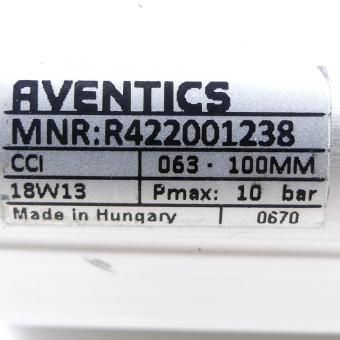 AVENTICS
MNR:R422001238
CCI 063 · 100MM
18W13 Pmax: 10 bar
Made in Hungary 0670